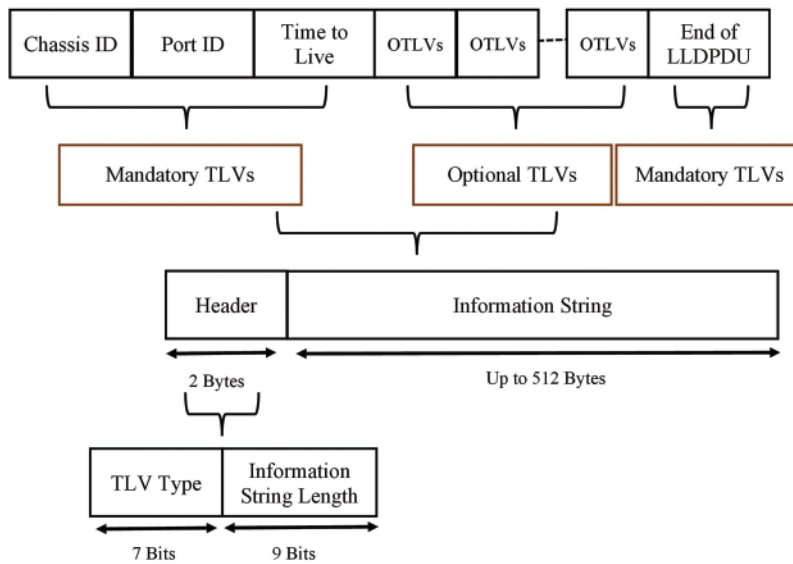 Chassis ID
Port ID
Time to
Live
OTLVs
OTLVs
OTLVs
End of
LLDPDU
Mandatory TLVs
Optional TLVs
Mandatory TLVs
Header
Information String
2 Bytes
Up to 512 Bytes
TLV Type
Information
String Length
7 Bits
9 Bits